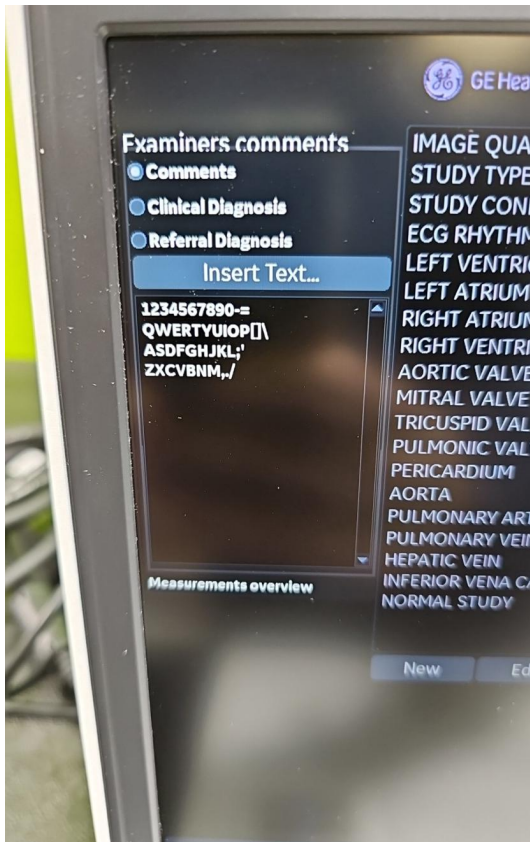 GE Hea
Examiners comments
Comments
Clinical Diagnosis
Referral Diagnosis
Insert Text...
1234567890-=
QWERTYUIOP[]\
ASDFGHJKL;'
ZXCVBNM,./
Measurements overview
IMAGE QUA
STUDY TYPE
STUDY CON
ECG RHYTHM
LEFT VENTRI
LEFT ATRIUM
RIGHT ATRIUM
RIGHT VENTRI
AORTIC VALVE
MITRAL VALVE
TRICUSPID VAL
PULMONIC VAL
PERICARDIUM
AORTA
PULMONARY ART
PULMONARY VEIN
HEPATIC VEIN
INFERIOR VENA CA
NORMAL STUDY
New
Ed